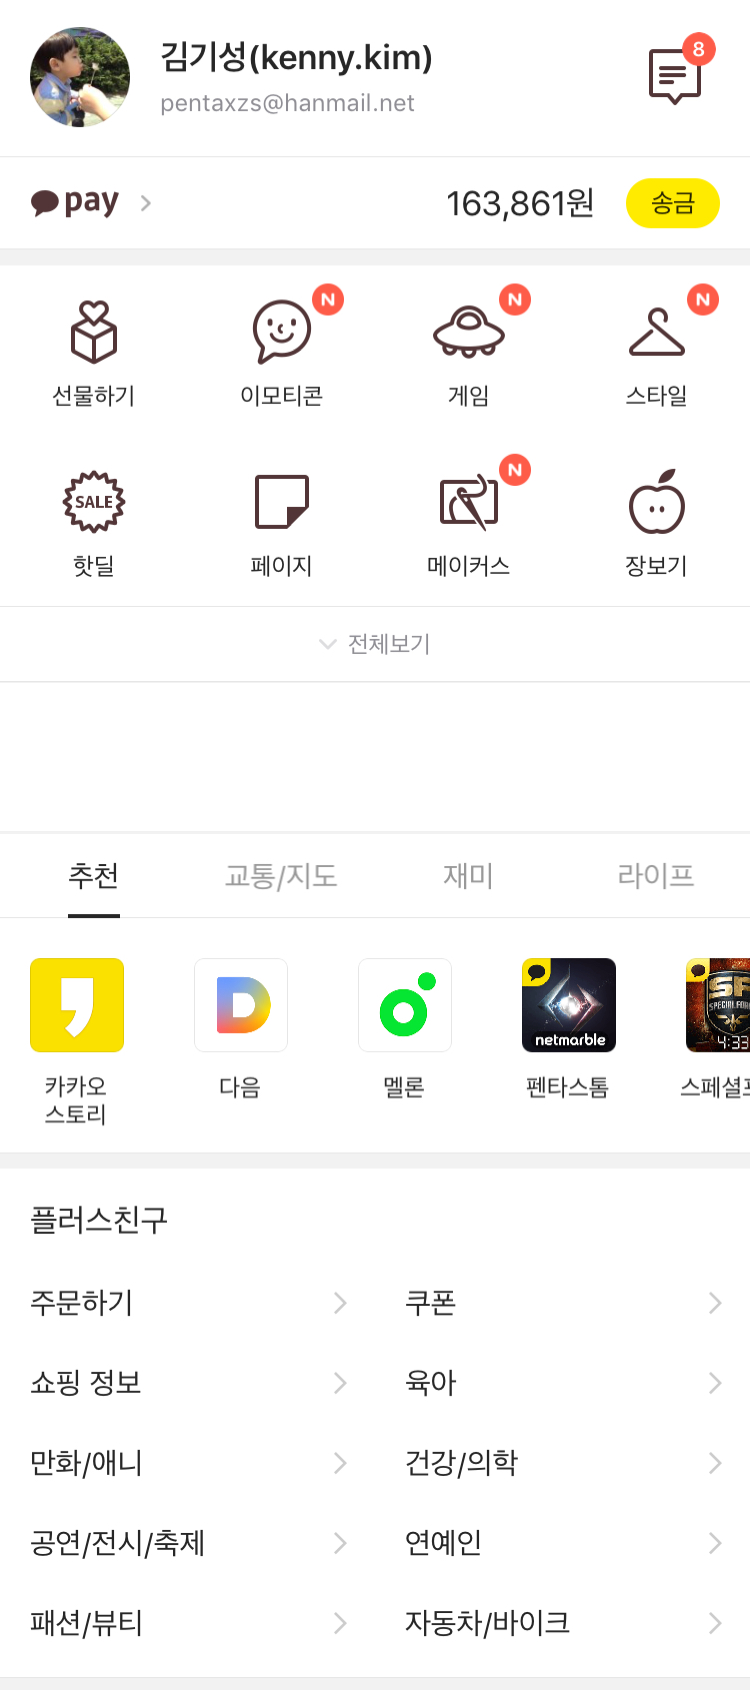 김기성(kenny.kim)
8
pentaxzs@hanmail.net
pay
163,861원
송금
N
N
N
선물하기
이모티콘
게임
스타일
N
SALE
핫딜
페이지
메이커스
장보기
전체보기
추천
교통/지도
재미
라이프
netmarble
SF
SPECIAL FOR
4:33
카카오
스토리
다음
멜론
펜타스톰
스페셜포
플러스친구
주문하기
쿠폰
쇼핑 정보
육아
만화/애니
건강/의학
공연/전시/축제
연예인
패션/뷰티
자동차/바이크